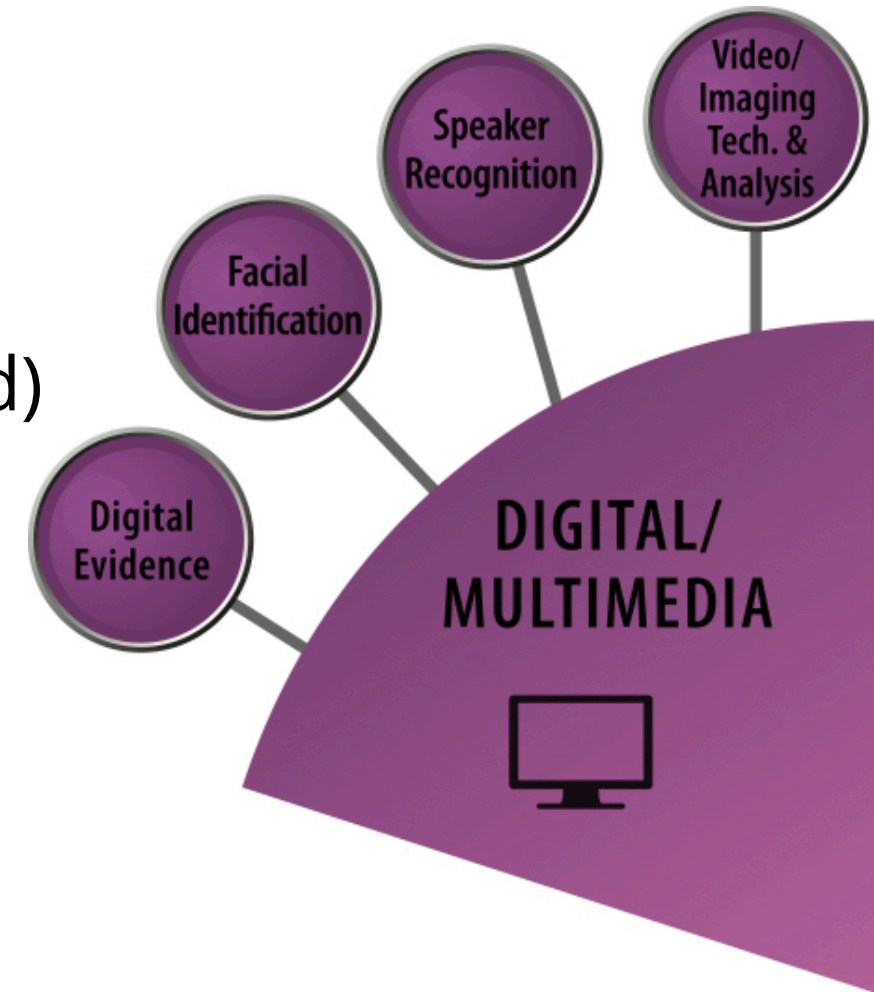 Video/
Imaging
Tech. &
Analysis
Speaker
Recognition
Facial
Identification
d)
Digital
Evidence
DIGITAL/
MULTIMEDIA